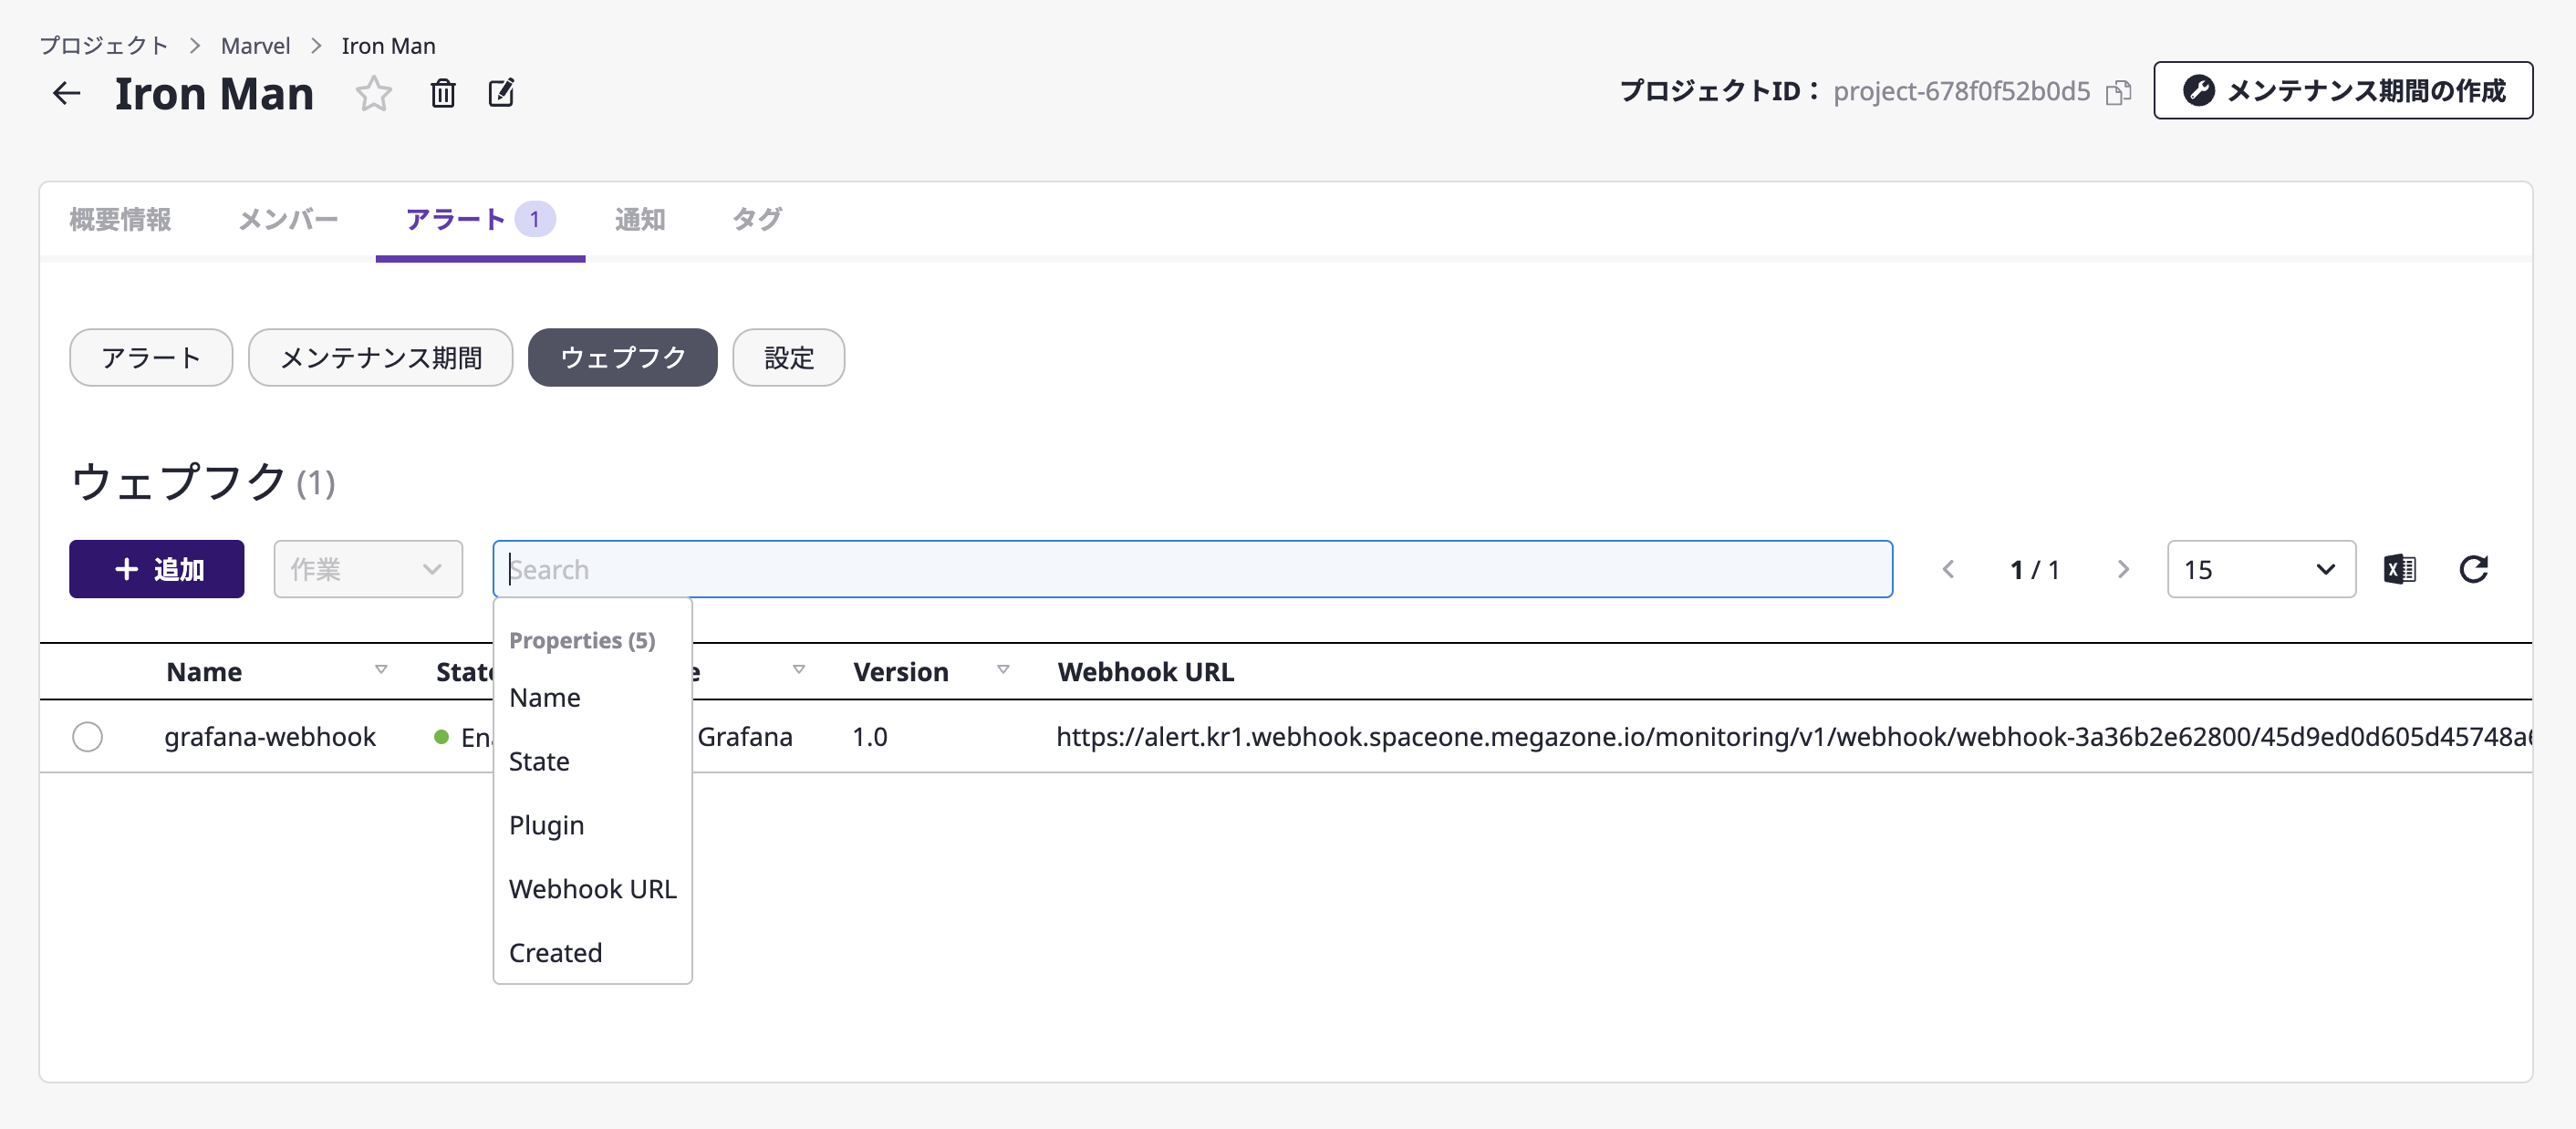 プロジェクト > Marvel > Iron Man
Iron Man
プロジェクトID： project-678f0f52b0d5
メンテナンス期間の作成
概要情報 メンバー アラート 1 通知 タグ
アラート メンテナンス期間 ウェプフク 設定
ウェプフク (1)
+ 追加 作業 Search 1 / 1 15
Properties (5)
Name
State
Plugin
Webhook URL
Created
Name Version Webhook URL
grafana-webhook Grafana 1.0 https://alert.kr1.webhook.spaceone.megazone.io/monitoring/v1/webhook/webhook-3a36b2e62800/45d9ed0d605d45748a